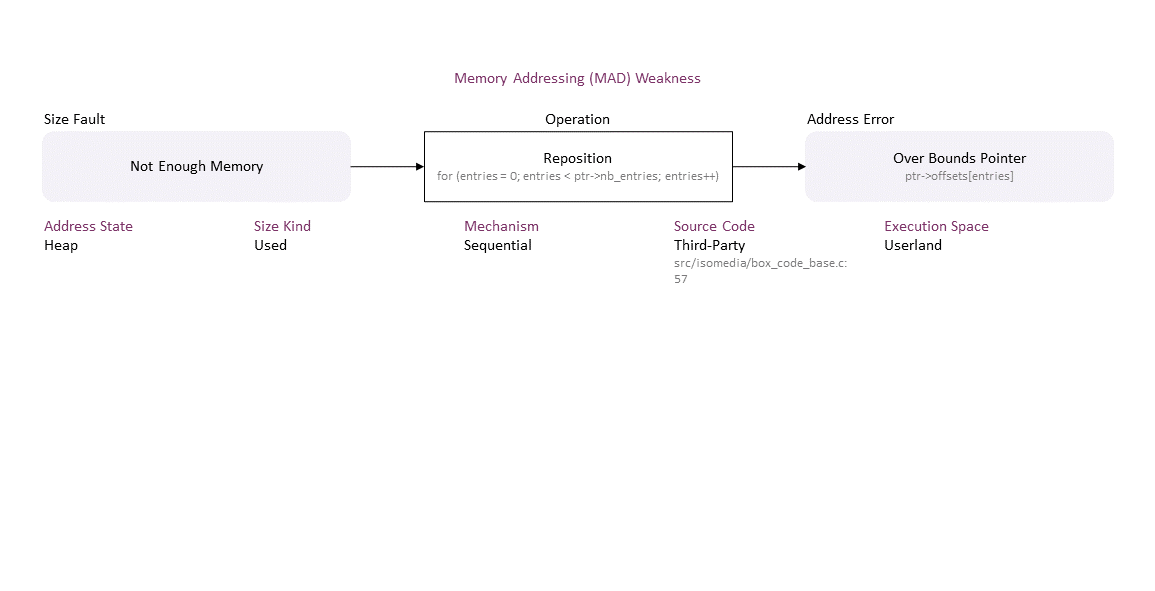 Memory Addressing (MAD) Weakness
Size Fault
Operation
Address Error
Not Enough Memory
Reposition
for (entries = 0; entries < ptr->nb_entries; entries++)
Over Bounds Pointer
ptr->offsets[entries]
Address State
Heap
Size Kind
Used
Mechanism
Sequential
Source Code
Third-Party
src/isomedia/box_code_base.c:
57
Execution Space
Userland